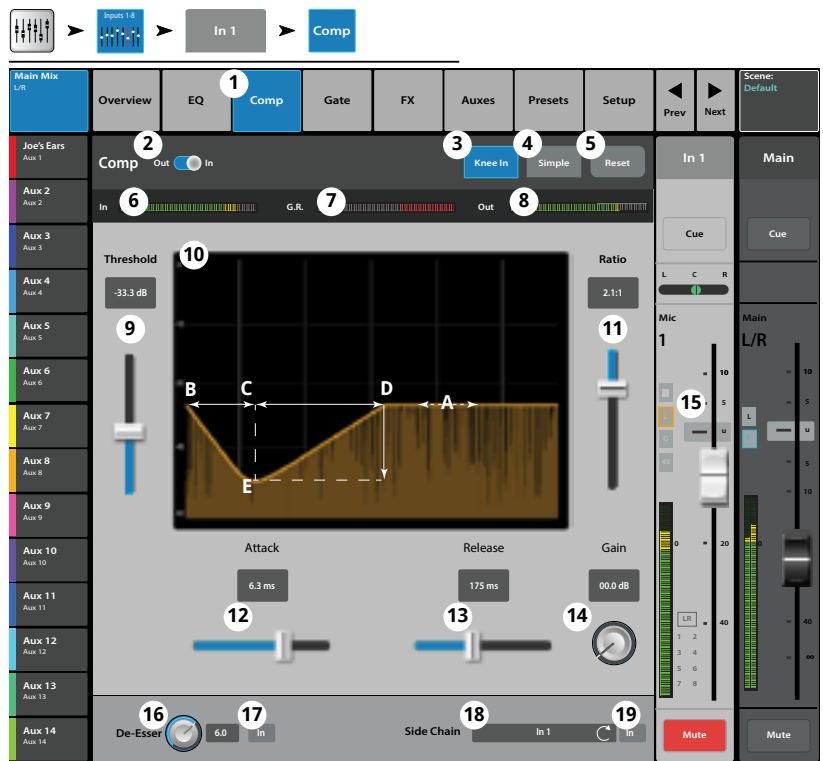 Inputs 1-8
In 1
Comp
Main Mix
L/R
Overview
EQ
1
Comp
Gate
FX
Auxes
Presets
Setup
Prev
Next
Scene:
Default
Joe's Ears
Aux 1
Aux 2
Aux 2
Aux 3
Aux 3
Aux 4
Aux 4
Aux 5
Aux 5
Aux 6
Aux 6
Aux 7
Aux 7
Aux 8
Aux 8
Aux 9
Aux 9
Aux 10
Aux 10
Aux 11
Aux 11
Aux 12
Aux 12
Aux 13
Aux 13
Aux 14
Aux 14
Comp
2
Out
In
3
Knee In
4
Simple
5
Reset
In
6
G.R.
7
Out
8
Threshold
-33.3 dB
9
10
B
C
D
A
E
Ratio
2.1:1
11
Attack
6.3 ms
12
Release
175 ms
13
Gain
00.0 dB
14
16
De-Esser
6.0
17
In
Side Chain
18
In 1
19
In
In 1
Cue
L C R
Mic
1
10
5
15
U
0
20
LR
40
1 2
3 4
5 6
7 8
Mute
Main
Cue
Main
L/R
10
5
L
U
5
10
0
20
40
∞
Mute